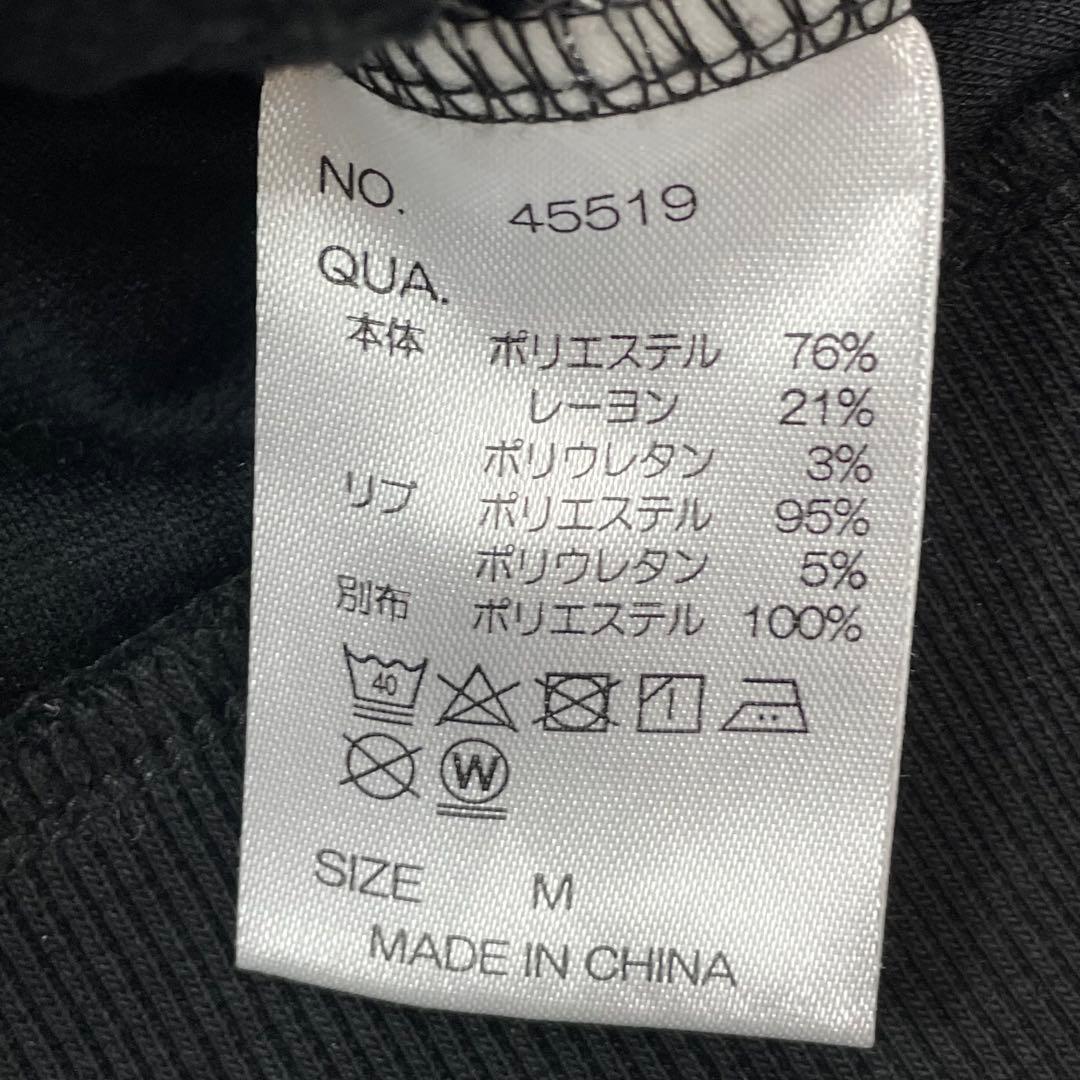 NO. 45519
QUA.
本体 ポリエステル 76%
レーヨン 21%
ポリウレタン 3%
リブ ポリエステル 95%
ポリウレタン 5%
別布 ポリエステル 100%
40
W
SIZE M
MADE IN CHINA